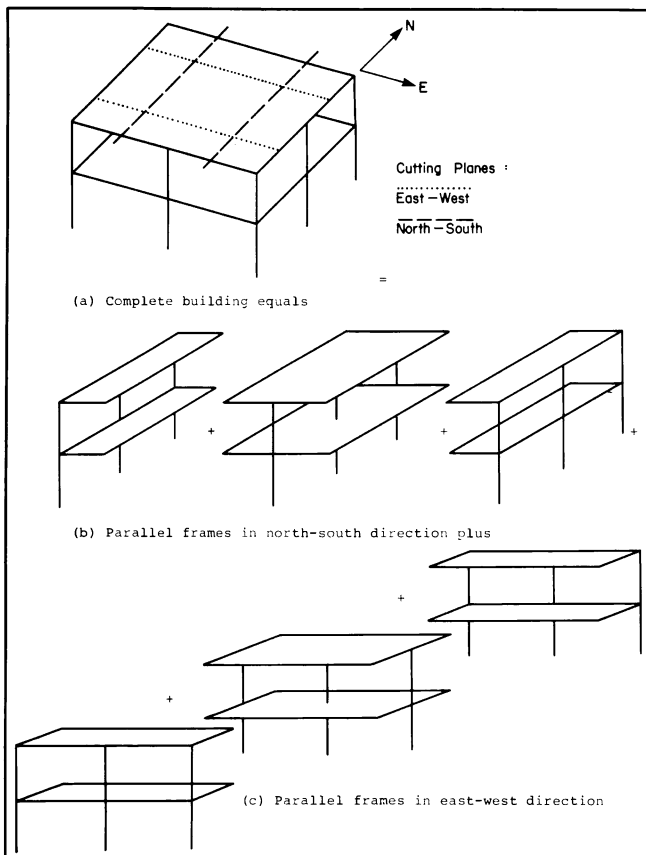 N
E
Cutting Planes :
East-West
North-South
=
(a) Complete building equals
+
+
+
(b) Parallel frames in north-south direction plus
+
+
(c) Parallel frames in east-west direction